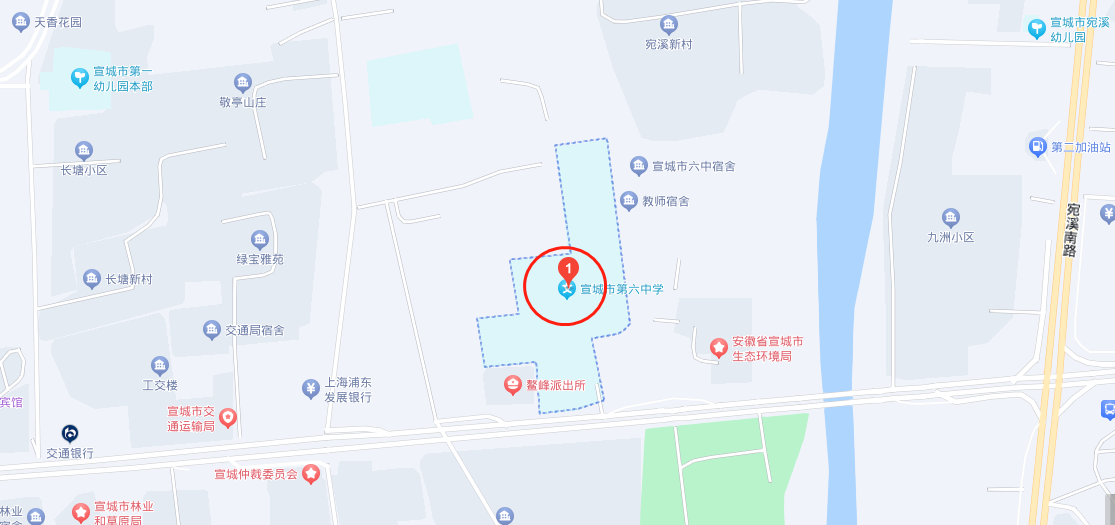 天香花园
宛溪新村
宣城市宛溪
幼儿园
宣城市第一
幼儿园本部
敬亭山庄
第二加油站
长塘小区
宣城市六中宿舍
教师宿舍
宛溪南路
九洲小区
绿宝雅苑
1
长塘新村
宣城市第六中学
交通局宿舍
安徽省宣城市
生态环境局
工交楼
上海浦东
发展银行
鳌峰派出所
宾馆
宣城市交
通运输局
交通银行
宣城仲裁委员会
宣城市林业
和草原局
林业
宿舍